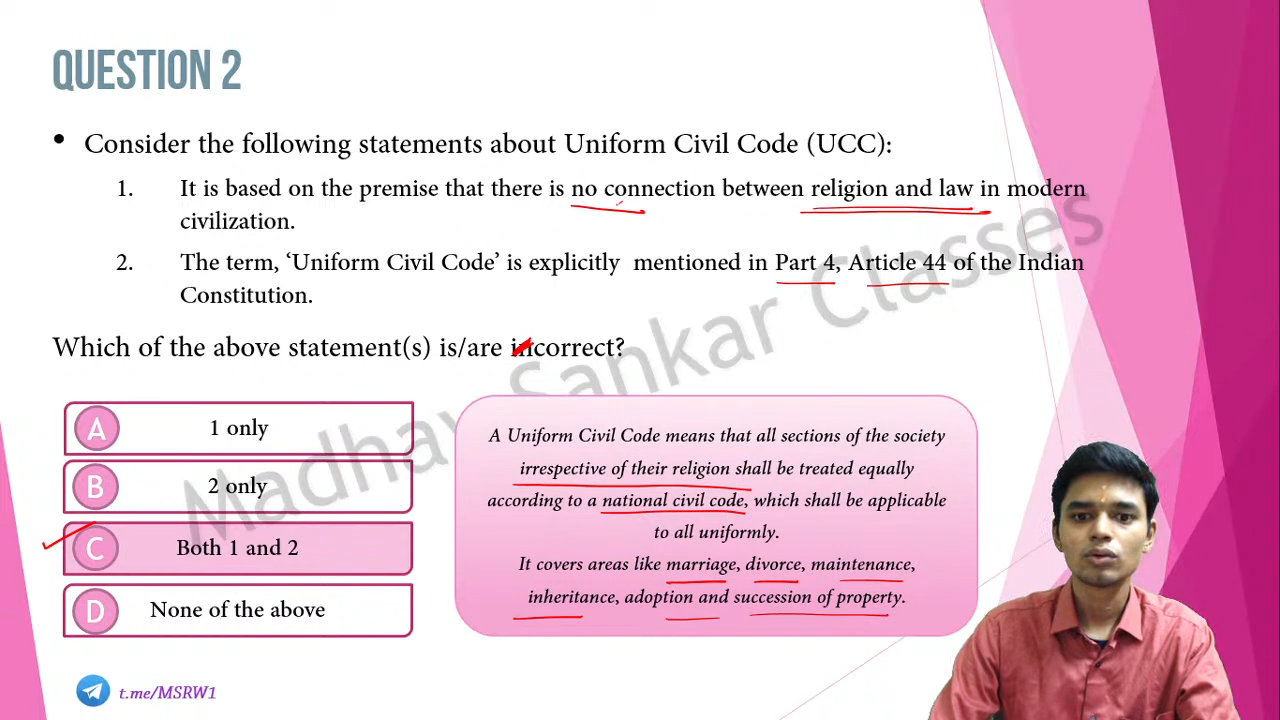 QUESTION 2
• Consider the following statements about Uniform Civil Code (UCC):
1. It is based on the premise that there is no connection between religion and law in modern
civilization.
2. The term, ‘Uniform Civil Code’ is explicitly mentioned in Part 4, Article 44 of the Indian
Constitution.
Which of the above statement(s) is/are incorrect?
A 1 only
B 2 only
C Both 1 and 2
D None of the above
A Uniform Civil Code means that all sections of the society
irrespective of their religion shall be treated equally
according to a national civil code, which shall be applicable
to all uniformly.
It covers areas like marriage, divorce, maintenance,
inheritance, adoption and succession of property.
Madhav Sankar Classes
t.me/MSRW1